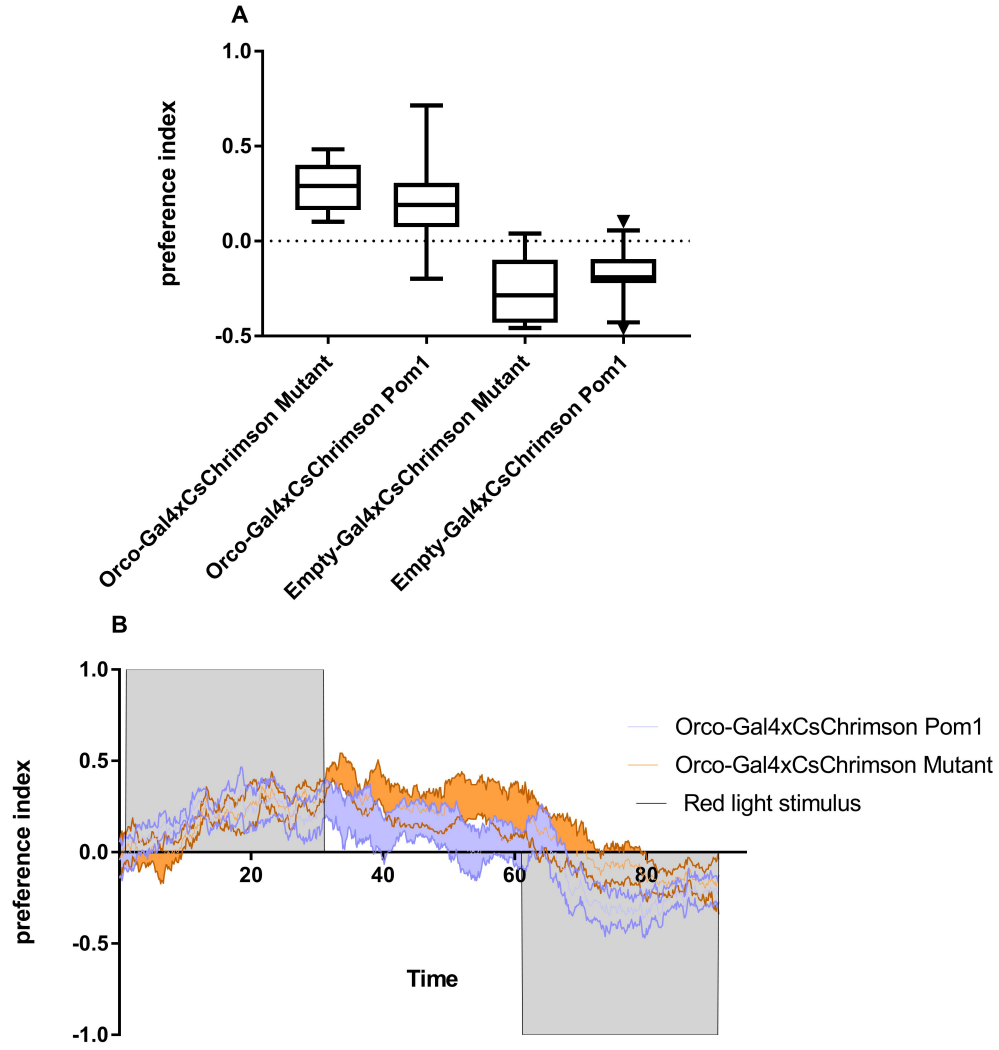 A
1.0
0.5
0.0
-0.5
preference index
Orco-Gal4xCsChrimson Mutant
Orco-Gal4xCsChrimson Pom1
Empty-Gal4xCsChrimson Mutant
Empty-Gal4xCsChrimson Pom1
B
1.0
0.5
0.0
-0.5
-1.0
preference index
20
40
60
80
Time
Orco-Gal4xCsChrimson Pom1
Orco-Gal4xCsChrimson Mutant
Red light stimulus